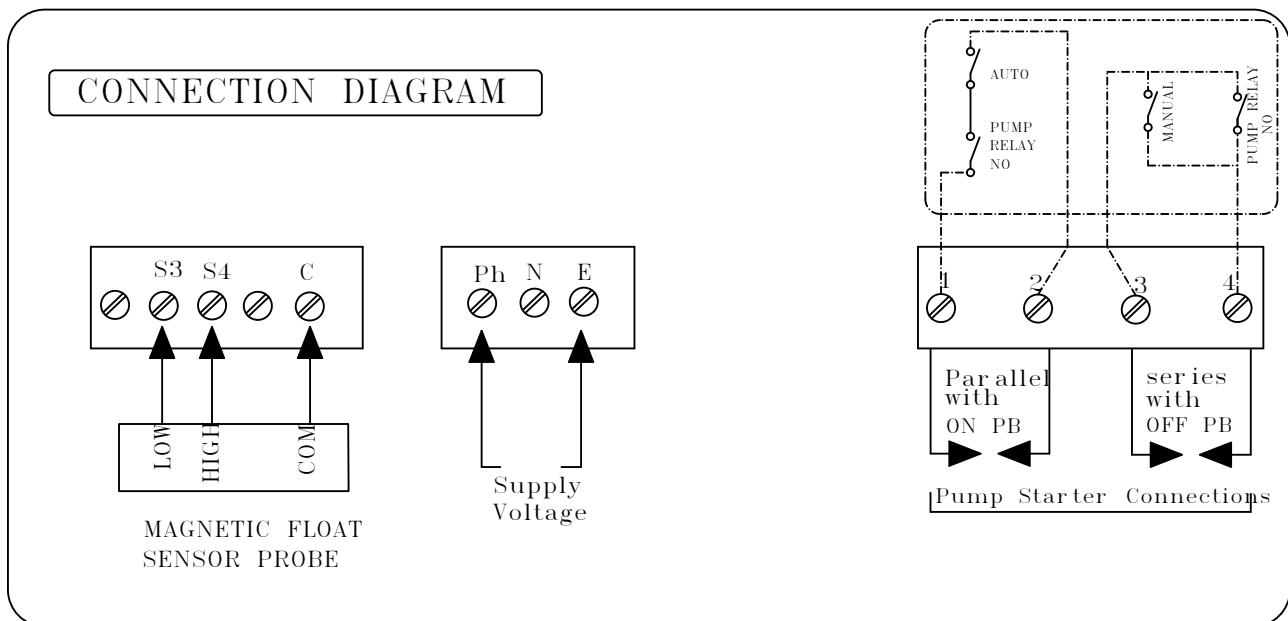 CONNECTION DIAGRAM
AUTO
PUMP
RELAY
NO
MANUAL
PUMP RELAY
NO
S3 S4 C
Ph N E
1 2 3 4
LOW
HIGH
COM
MAGNETIC FLOAT
SENSOR PROBE
Supply
Voltage
Parallel
with
ON PB
series
with
OFF PB
Pump Starter Connections